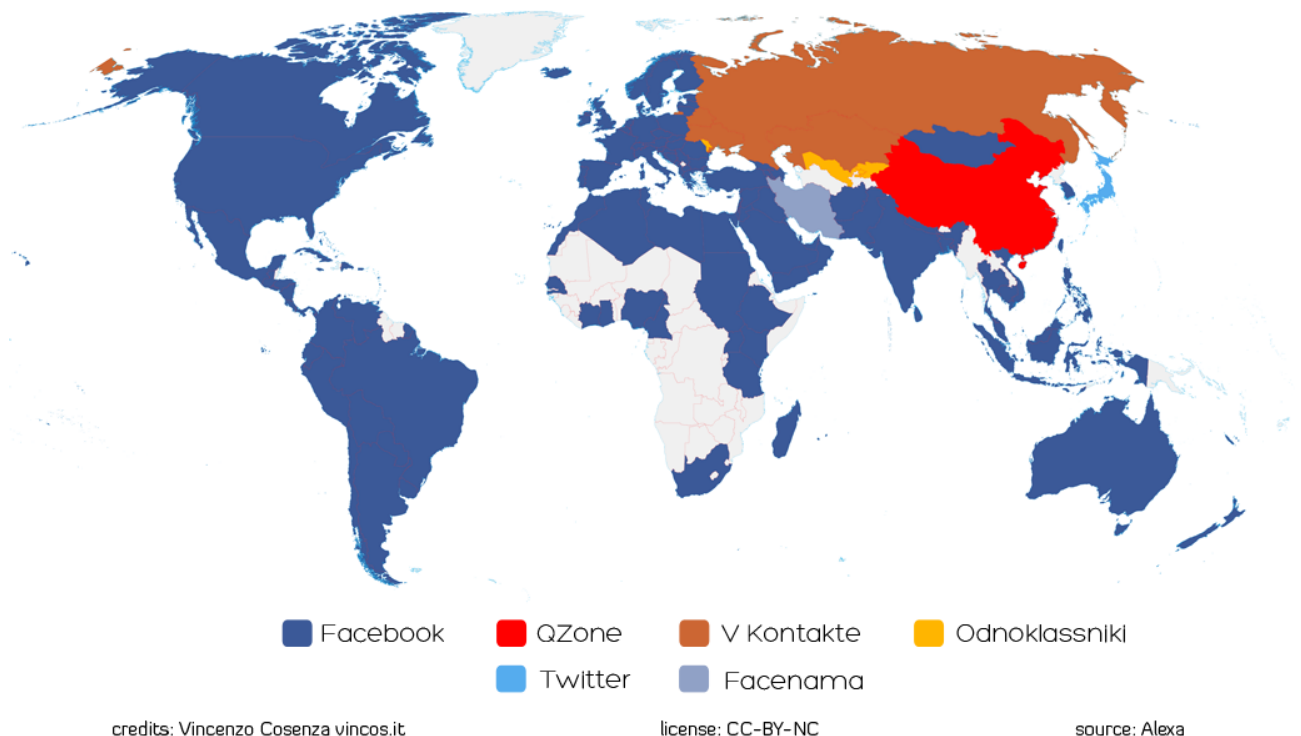 Facebook QZone V Kontakte Odnoklassniki
Twitter Facenama
credits: Vincenzo Cosenza vincos.it license: CC-BY-NC source: Alexa